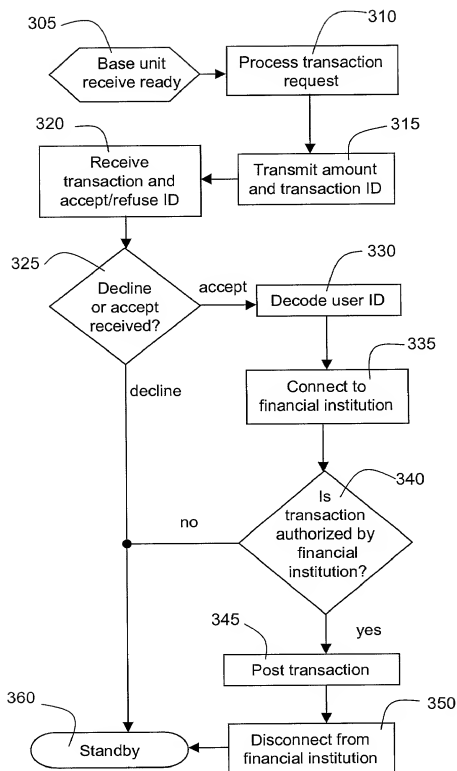 305
Base unit
receive ready
310
Process transaction
request
315
Transmit amount
and transaction ID
320
Receive
transaction and
accept/refuse ID
325
Decline
or accept
received?
accept
decline
330
Decode user ID
335
Connect to
financial institution
340
Is
transaction
authorized by
financial
institution?
no
yes
345
Post transaction
350
Disconnect from
financial institution
360
Standby